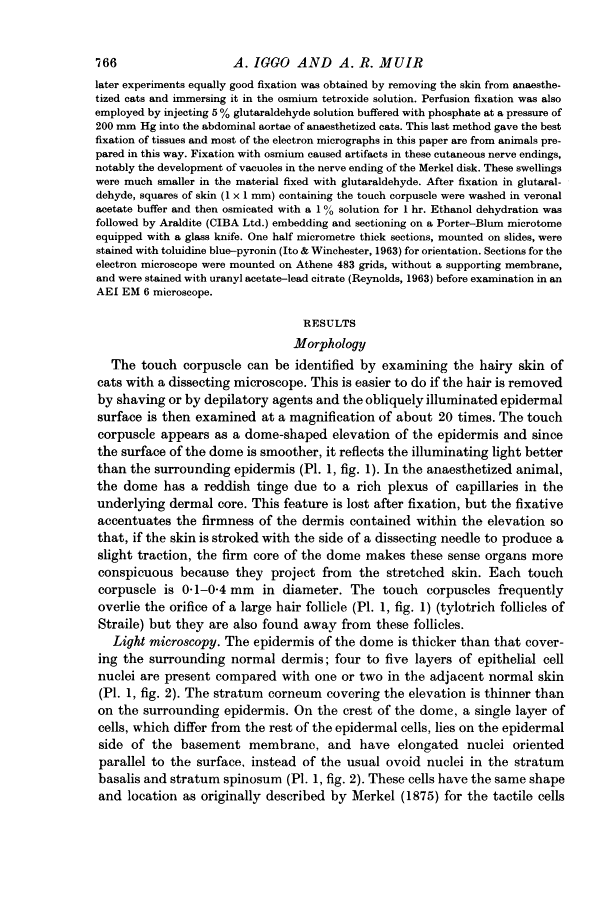 766 A. IGGO AND A. R. MUIR
later experiments equally good fixation was obtained by removing the skin from anaesthe-
tized cats and immersing it in the osmium tetroxide solution. Perfusion fixation was also
employed by injecting 5 % glutaraldehyde solution buffered with phosphate at a pressure of
200 mm Hg into the abdominal aortae of anaesthetized cats. This last method gave the best
fixation of tissues and most of the electron micrographs in this paper are from animals pre-
pared in this way. Fixation with osmium caused artifacts in these cutaneous nerve endings,
notably the development of vacuoles in the nerve ending of the Merkel disk. These swellings
were much smaller in the material fixed with glutaraldehyde. After fixation in glutaral-
dehyde, squares of skin (1 × 1 mm) containing the touch corpuscle were washed in veronal
acetate buffer and then osmicated with a 1 % solution for 1 hr. Ethanol dehydration was
followed by Araldite (CIBA Ltd.) embedding and sectioning on a Porter–Blum microtome
equipped with a glass knife. One half micrometre thick sections, mounted on slides, were
stained with toluidine blue–pyronin (Ito & Winchester, 1963) for orientation. Sections for the
electron microscope were mounted on Athene 483 grids, without a supporting membrane,
and were stained with uranyl acetate–lead citrate (Reynolds, 1963) before examination in an
AEI EM 6 microscope.
RESULTS
Morphology
The touch corpuscle can be identified by examining the hairy skin of
cats with a dissecting microscope. This is easier to do if the hair is removed
by shaving or by depilatory agents and the obliquely illuminated epidermal
surface is then examined at a magnification of about 20 times. The touch
corpuscle appears as a dome-shaped elevation of the epidermis and since
the surface of the dome is smoother, it reflects the illuminating light better
than the surrounding epidermis (Pl. 1, fig. 1). In the anaesthetized animal,
the dome has a reddish tinge due to a rich plexus of capillaries in the
underlying dermal core. This feature is lost after fixation, but the fixative
accentuates the firmness of the dermis contained within the elevation so
that, if the skin is stroked with the side of a dissecting needle to produce a
slight traction, the firm core of the dome makes these sense organs more
conspicuous because they project from the stretched skin. Each touch
corpuscle is 0·1–0·4 mm in diameter. The touch corpuscles frequently
overlie the orifice of a large hair follicle (Pl. 1, fig. 1) (tylotrich follicles of
Straile) but they are also found away from these follicles.
Light microscopy. The epidermis of the dome is thicker than that cover-
ing the surrounding normal dermis; four to five layers of epithelial cell
nuclei are present compared with one or two in the adjacent normal skin
(Pl. 1, fig. 2). The stratum corneum covering the elevation is thinner than
on the surrounding epidermis. On the crest of the dome, a single layer of
cells, which differ from the rest of the epidermal cells, lies on the epidermal
side of the basement membrane, and have elongated nuclei oriented
parallel to the surface, instead of the usual ovoid nuclei in the stratum
basalis and stratum spinosum (Pl. 1, fig. 2). These cells have the same shape
and location as originally described by Merkel (1875) for the tactile cells